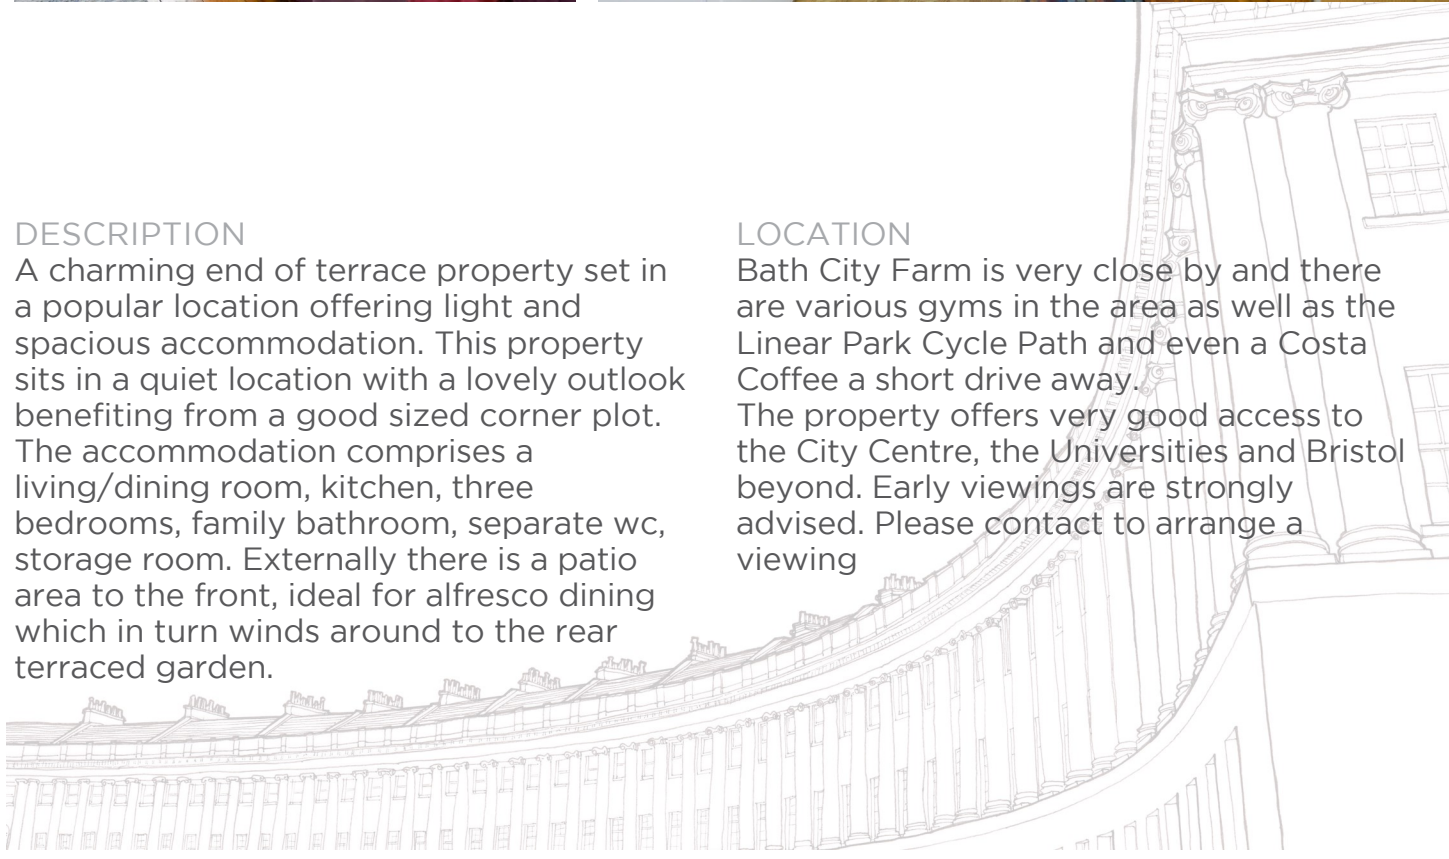 DESCRIPTION
A charming end of terrace property set in
a popular location offering light and
spacious accommodation. This property
sits in a quiet location with a lovely outlook
benefiting from a good sized corner plot.
The accommodation comprises a
living/dining room, kitchen, three
bedrooms, family bathroom, separate wc,
storage room. Externally there is a patio
area to the front, ideal for alfresco dining
which in turn winds around to the rear
terraced garden.
LOCATION
Bath City Farm is very close by and there
are various gyms in the area as well as the
Linear Park Cycle Path and even a Costa
Coffee a short drive away.
The property offers very good access to
the City Centre, the Universities and Bristol
beyond. Early viewings are strongly
advised. Please contact to arrange a
viewing